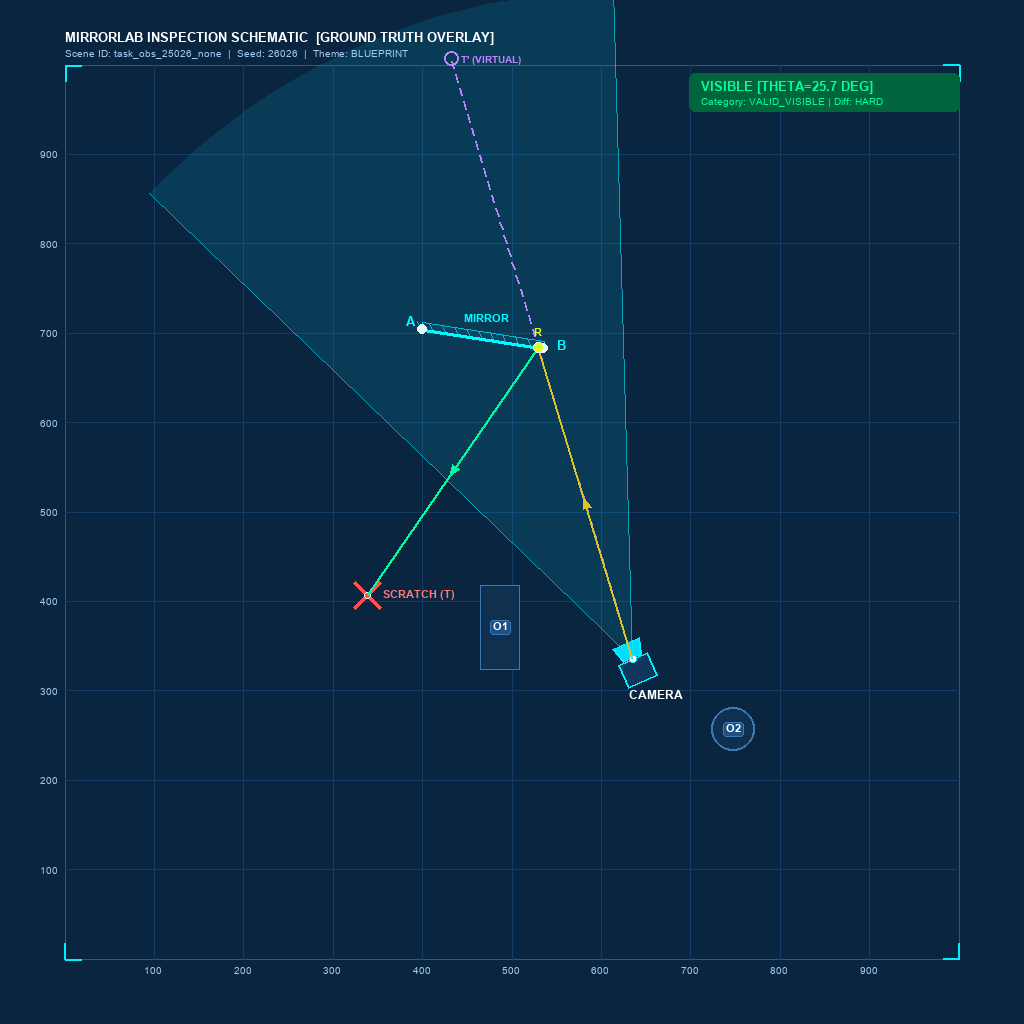 MIRRORLAB INSPECTION SCHEMATIC [GROUND TRUTH OVERLAY]
Scene ID: task_obs_25026_none | Seed: 26026 | Theme: BLUEPRINT
T' (VIRTUAL)
VISIBLE [THETA=25.7 DEG]
Category: VALID_VISIBLE | Diff: HARD
900
800
A
MIRROR
700
R
B
600
500
400
SCRATCH (T)
O1
300
CAMERA
O2
200
100
100 200 300 400 500 600 700 800 900